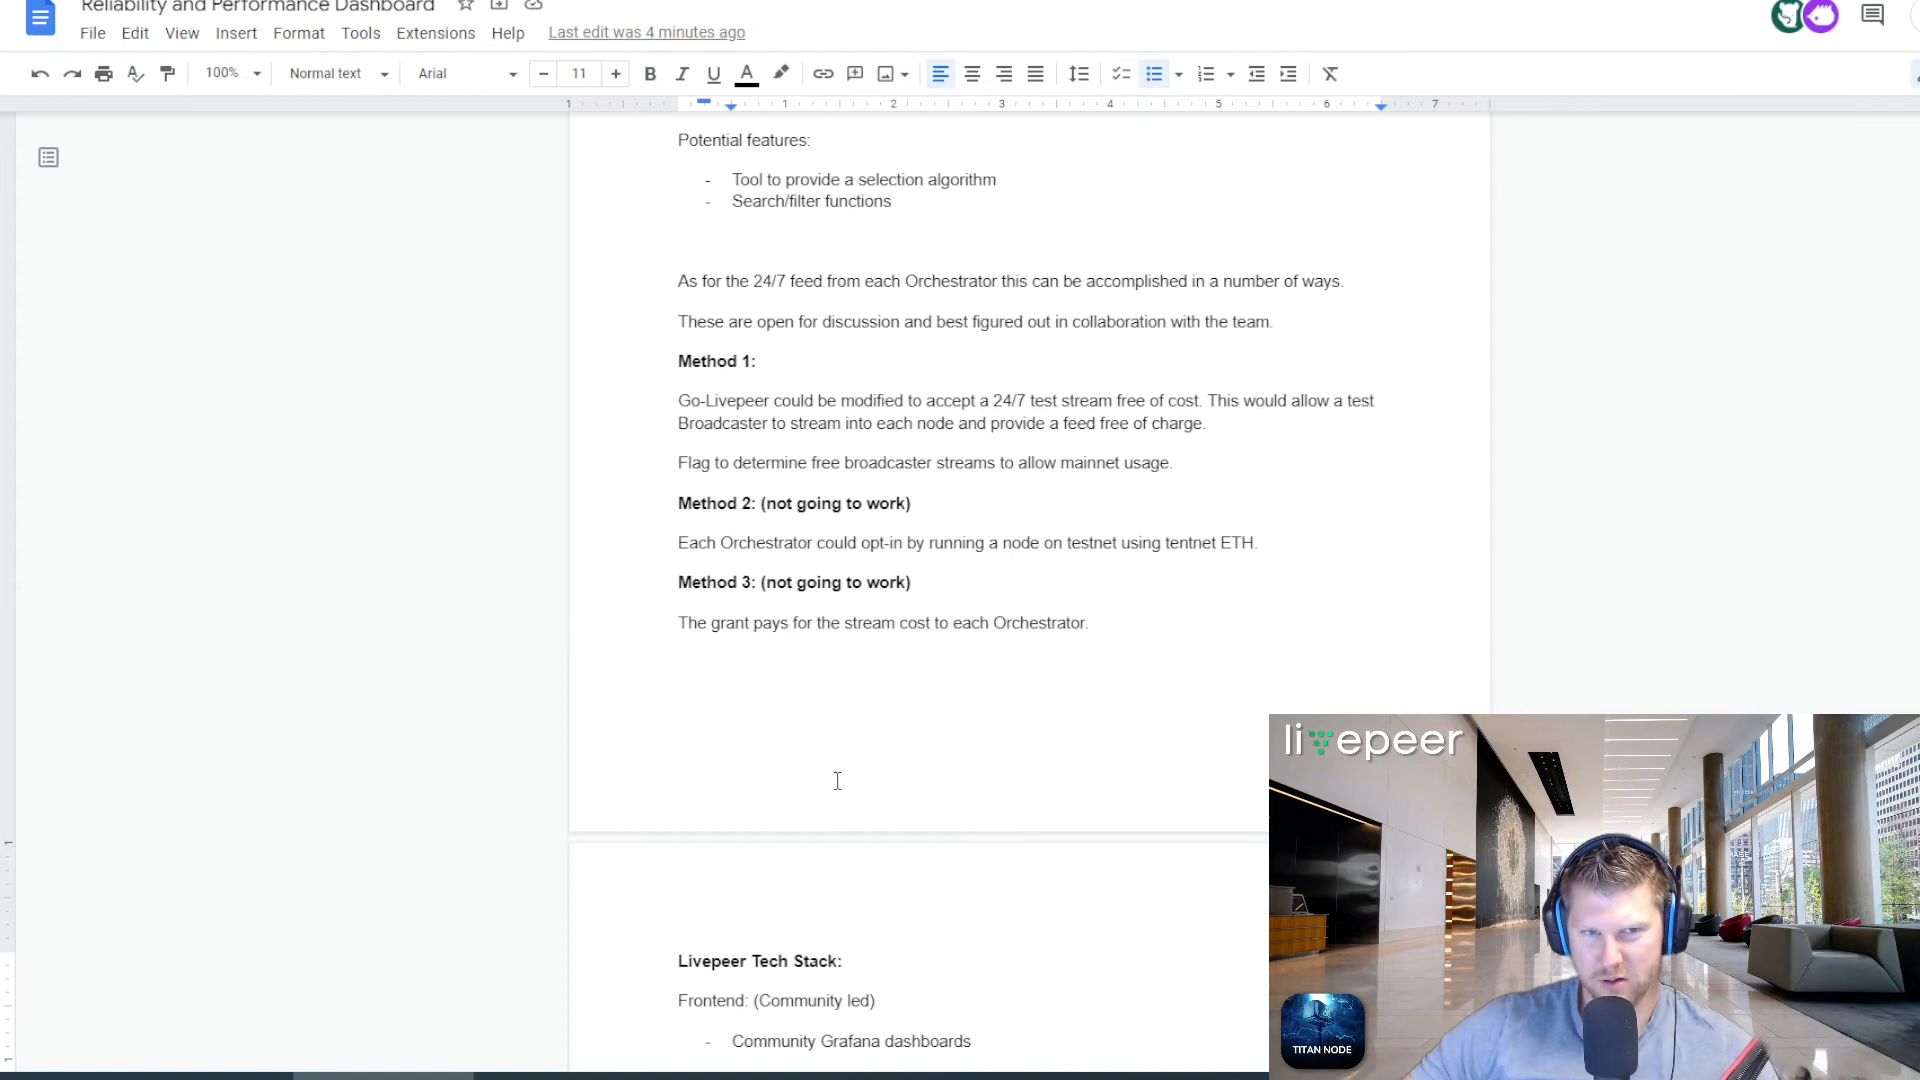 Reliability and Performance Dashboard
File Edit View Insert Format Tools Extensions Help Last edit was 4 minutes ago
100% Normal text Arial 11
1 1 2 3 4 5 6 7
Potential features:
- Tool to provide a selection algorithm
- Search/filter functions
As for the 24/7 feed from each Orchestrator this can be accomplished in a number of ways.
These are open for discussion and best figured out in collaboration with the team.
Method 1:
Go-Livepeer could be modified to accept a 24/7 test stream free of cost. This would allow a test
Broadcaster to stream into each node and provide a feed free of charge.
Flag to determine free broadcaster streams to allow mainnet usage.
Method 2: (not going to work)
Each Orchestrator could opt-in by running a node on testnet using tentnet ETH.
Method 3: (not going to work)
The grant pays for the stream cost to each Orchestrator.
livepeer
Livepeer Tech Stack:
Frontend: (Community led)
- Community Grafana dashboards
TITAN NODE